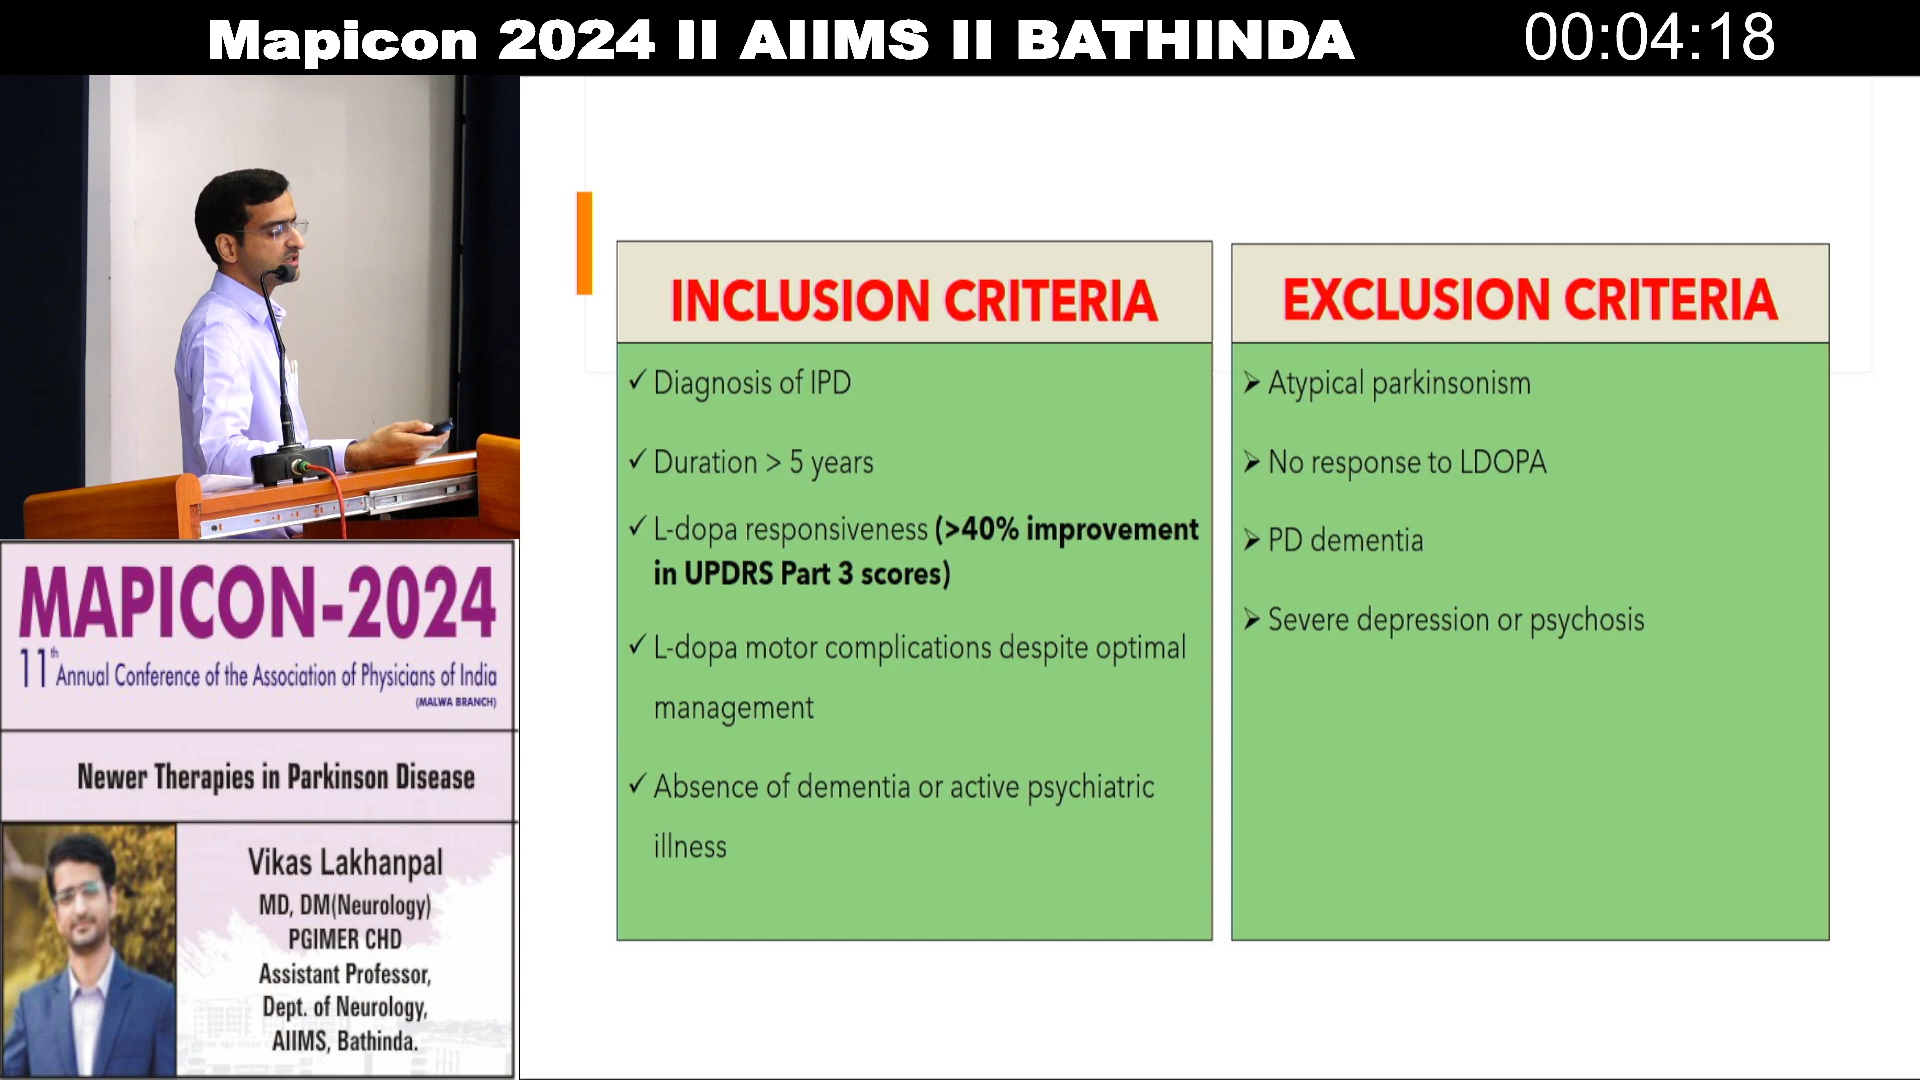 Mapicon 2024 II AIIMS II BATHINDA
00:04:18
MAPICON-2024
11th Annual Conference of the Association of Physicians of India
(MALWA BRANCH)
Newer Therapies in Parkinson Disease
Vikas Lakhanpal
MD, DM(Neurology)
PGIMER CHD
Assistant Professor,
Dept. of Neurology,
AIIMS, Bathinda.
INCLUSION CRITERIA
✓ Diagnosis of IPD
✓ Duration > 5 years
✓ L-dopa responsiveness (>40% improvement
in UPDRS Part 3 scores)
✓ L-dopa motor complications despite optimal
management
✓ Absence of dementia or active psychiatric
illness
EXCLUSION CRITERIA
➢ Atypical parkinsonism
➢ No response to LDOPA
➢ PD dementia
➢ Severe depression or psychosis